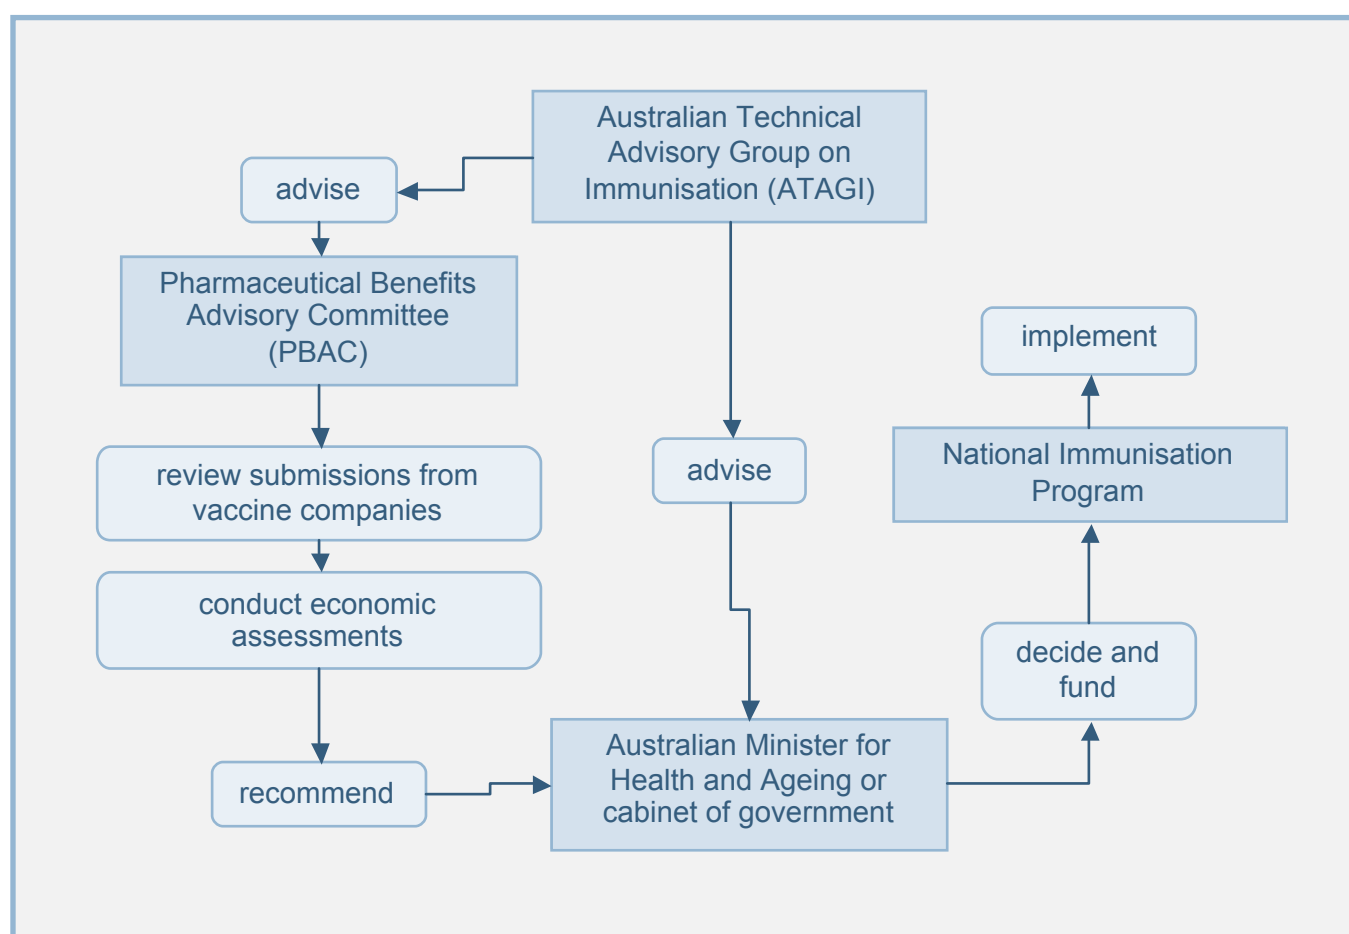 Australian Technical
Advisory Group on
Immunisation (ATAGI)
advise
Pharmaceutical Benefits
Advisory Committee
(PBAC)
implement
review submissions from
vaccine companies
advise
National Immunisation
Program
conduct economic
assessments
decide and
fund
recommend
Australian Minister for
Health and Ageing or
cabinet of government